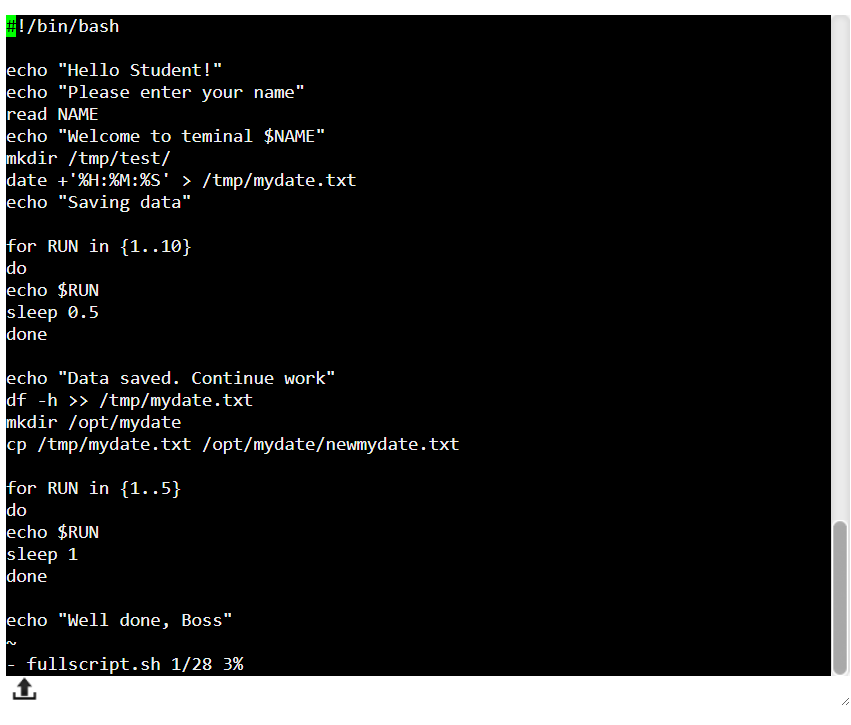 #!/bin/bash
echo "Hello Student!"
echo "Please enter your name"
read NAME
echo "Welcome to teminal $NAME"
mkdir /tmp/test/
date +'%H:%M:%S' > /tmp/mydate.txt
echo "Saving data"
for RUN in {1..10}
do
echo $RUN
sleep 0.5
done
echo "Data saved. Continue work"
df -h >> /tmp/mydate.txt
mkdir /opt/mydate
cp /tmp/mydate.txt /opt/mydate/newmydate.txt
for RUN in {1..5}
do
echo $RUN
sleep 1
done
echo "Well done, Boss"
~
- fullscript.sh 1/28 3%